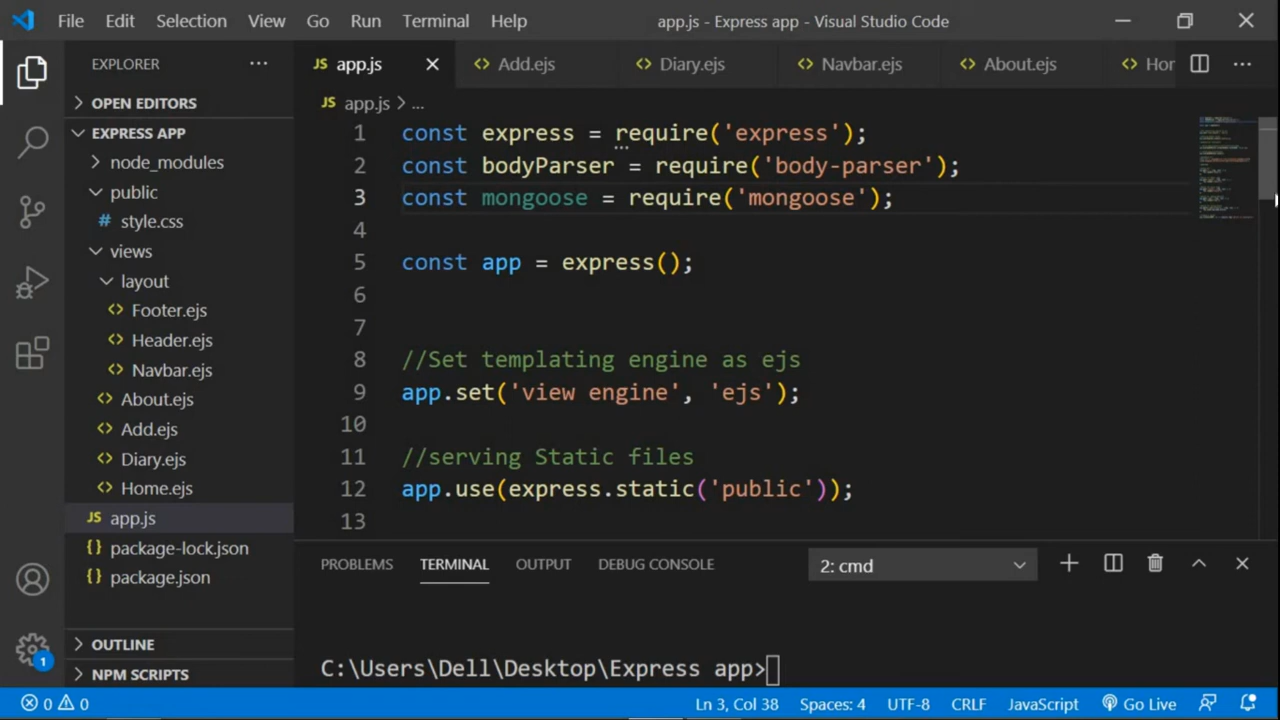 File Edit Selection View Go Run Terminal Help app.js - Express app - Visual Studio Code
EXPLORER ...
JS app.js Add.ejs Diary.ejs Navbar.ejs About.ejs Hor ...
OPEN EDITORS
EXPRESS APP
node_modules
public
# style.css
views
layout
Footer.ejs
Header.ejs
Navbar.ejs
About.ejs
Add.ejs
Diary.ejs
Home.ejs
JS app.js
{} package-lock.json
{} package.json
OUTLINE
NPM SCRIPTS
JS app.js > ...
1 const express = require('express');
2 const bodyParser = require('body-parser');
3 const mongoose = require('mongoose');
4
5 const app = express();
6
7
8 //Set templating engine as ejs
9 app.set('view engine', 'ejs');
10
11 //serving Static files
12 app.use(express.static('public'));
13
PROBLEMS TERMINAL OUTPUT DEBUG CONSOLE 2: cmd
C:\Users\Dell\Desktop\Express app>
1
0 0 Ln 3, Col 38 Spaces: 4 UTF-8 CRLF JavaScript Go Live